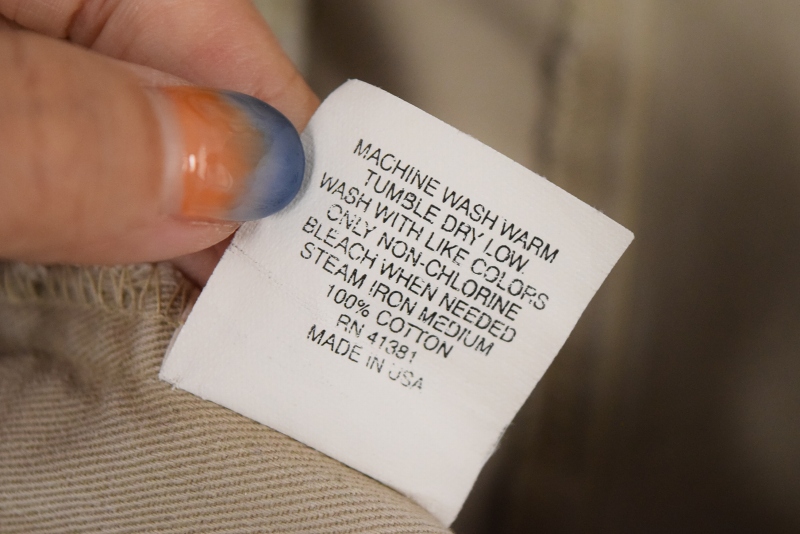 MACHINE WASH WARM
TUMBLE DRY LOW
WASH WITH LIKE COLORS
ONLY NON-CHLORINE
BLEACH WHEN NEEDED
STEAM IRON MEDIUM
100% COTTON
RN 41381
MADE IN USA